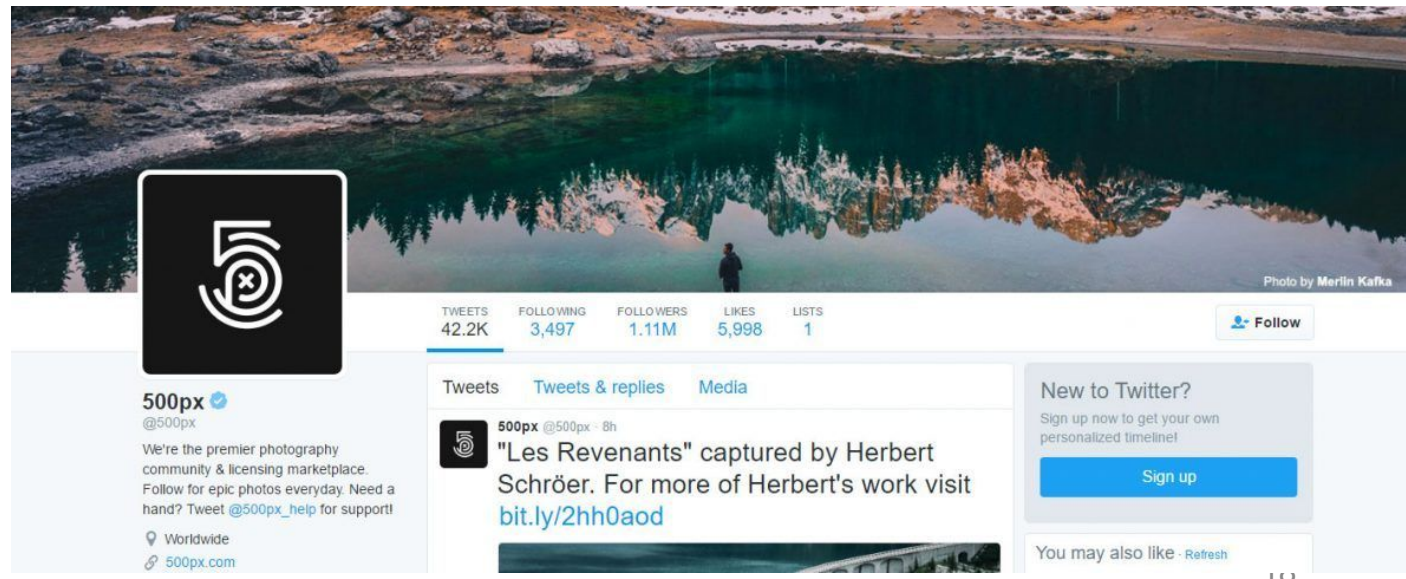 Photo by Merlin Kafka
TWEETS FOLLOWING FOLLOWERS LIKES LISTS
42.2K 3,497 1.11M 5,998 1
Follow
500px
@500px
We're the premier photography
community & licensing marketplace.
Follow for epic photos everyday. Need a
hand? Tweet @500px_help for support!
Worldwide
500px.com
Tweets Tweets & replies Media
500px @500px · 8h
"Les Revenants" captured by Herbert
Schröer. For more of Herbert's work visit
bit.ly/2hh0aod
New to Twitter?
Sign up now to get your own
personalized timeline!
Sign up
You may also like · Refresh